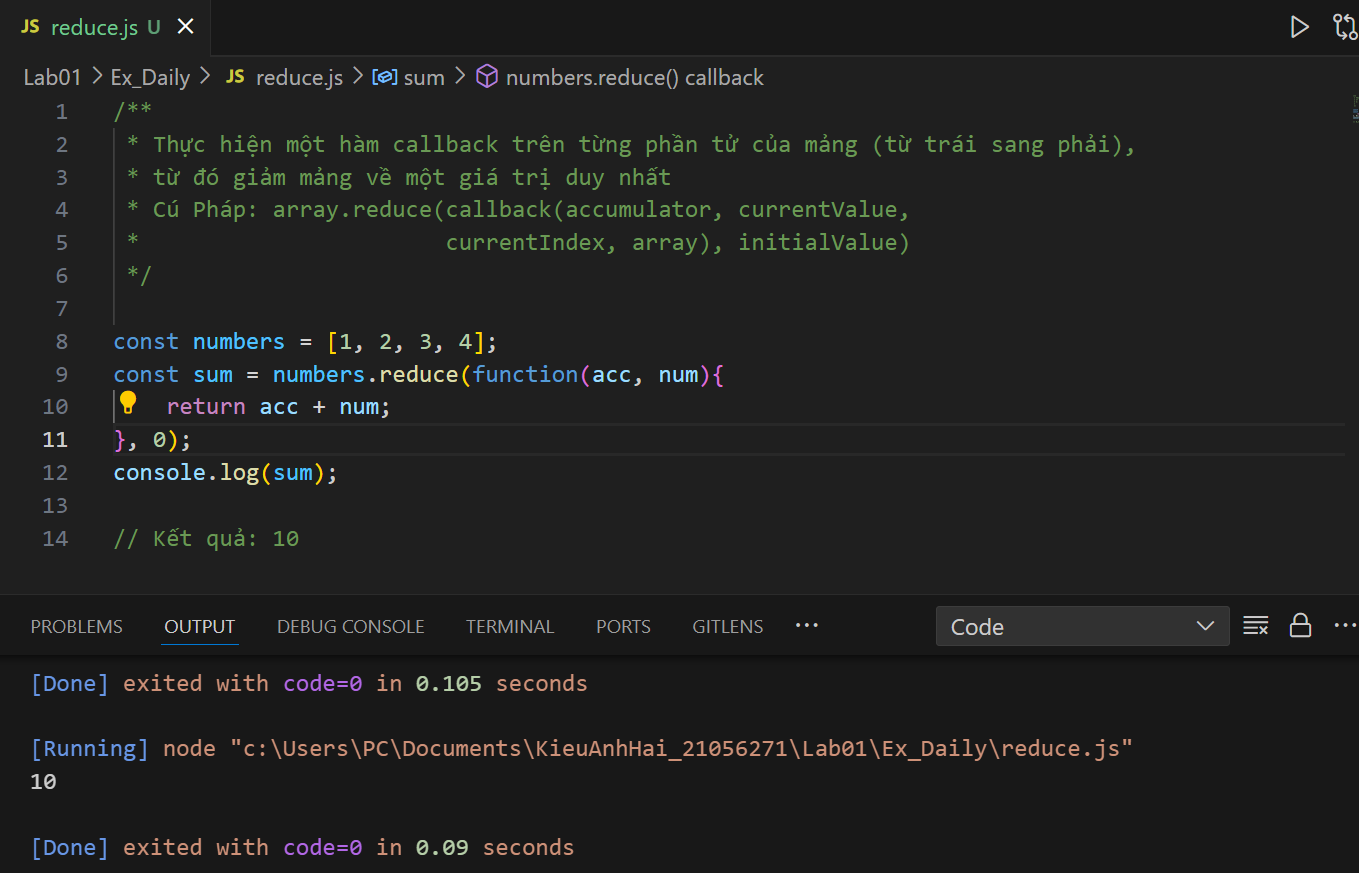 JS reduce.js U
Lab01 > Ex_Daily > JS reduce.js > sum > numbers.reduce() callback
1 /**
2  * Thực hiện một hàm callback trên từng phần tử của mảng (từ trái sang phải),
3  * từ đó giảm mảng về một giá trị duy nhất
4  * Cú Pháp: array.reduce(callback(accumulator, currentValue,
5  *                       currentIndex, array), initialValue)
6  */
7
8 const numbers = [1, 2, 3, 4];
9 const sum = numbers.reduce(function(acc, num){
10     return acc + num;
11 }, 0);
12 console.log(sum);
13
14 // Kết quả: 10
PROBLEMS OUTPUT DEBUG CONSOLE TERMINAL PORTS GITLENS ··· Code
[Done] exited with code=0 in 0.105 seconds
[Running] node "c:\Users\PC\Documents\KieuAnhHai_21056271\Lab01\Ex_Daily\reduce.js"
10
[Done] exited with code=0 in 0.09 seconds